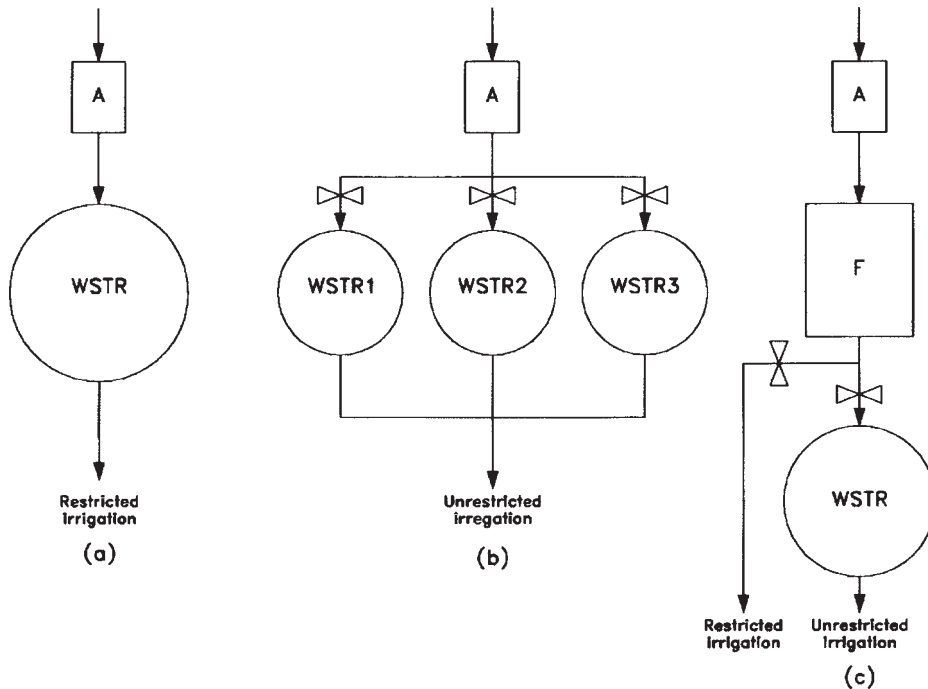 A
WSTR
Restricted
irrigation
(a)
A
WSTR1
WSTR2
WSTR3
Unrestricted
irregation
(b)
A
F
WSTR
Restricted
irrigation
Unrestricted
irrigation
(c)